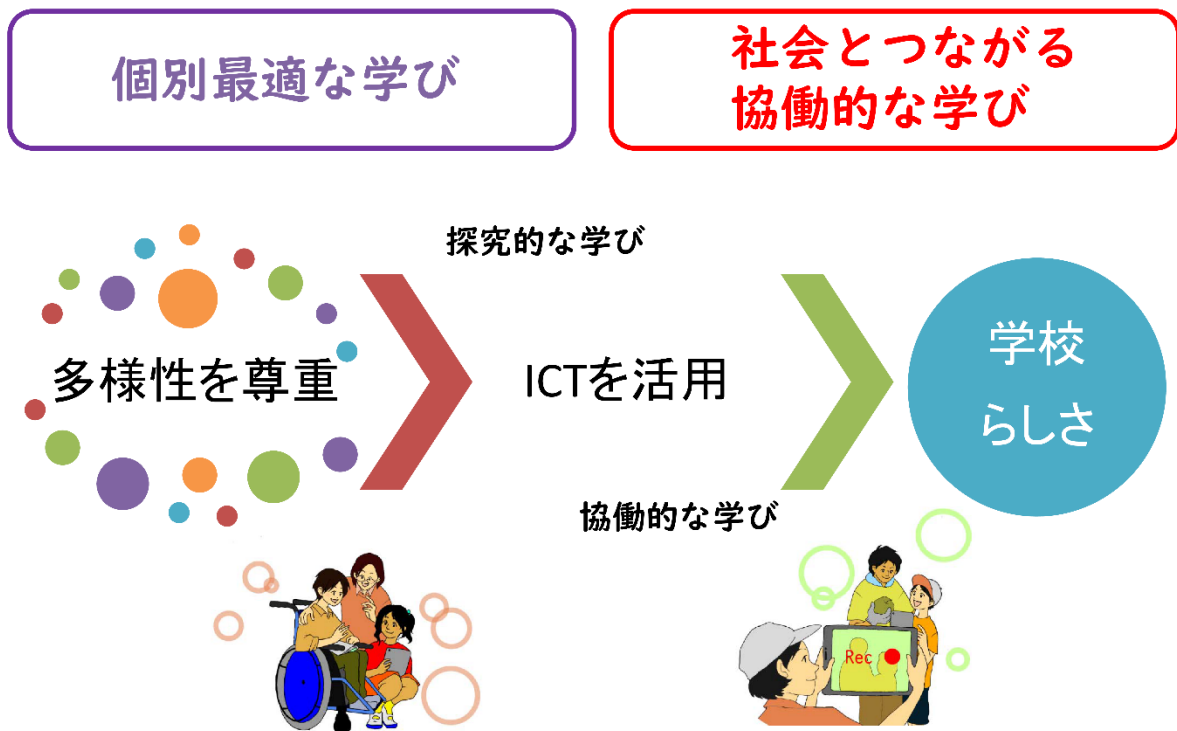 個別最適な学び
社会とつながる
協働的な学び
探究的な学び
多様性を尊重
ICTを活用
学校
らしさ
協働的な学び
Rec